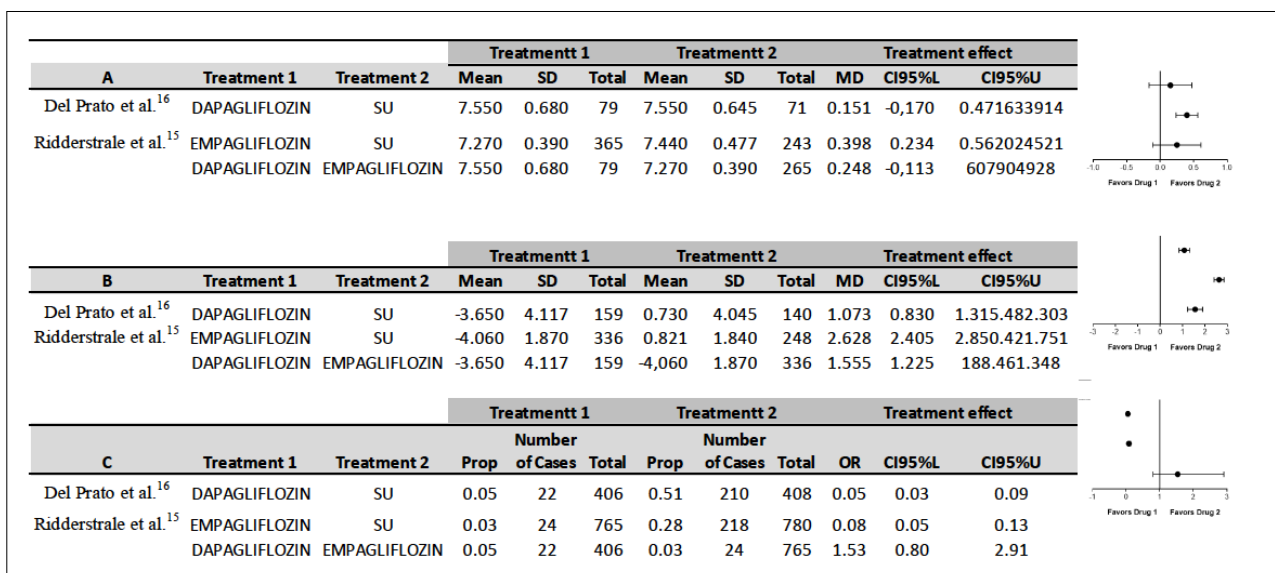 Treatmentt 1 Treatmentt 2 Treatment effect
A Treatment 1 Treatment 2 Mean SD Total Mean SD Total MD CI95%L CI95%U
Del Prato et al.16 DAPAGLIFLOZIN SU 7.550 0.680 79 7.550 0.645 71 0.151 -0,170 0.471633914
Ridderstrale et al.15 EMPAGLIFLOZIN SU 7.270 0.390 365 7.440 0.477 243 0.398 0.234 0.562024521
DAPAGLIFLOZIN EMPAGLIFLOZIN 7.550 0.680 79 7.270 0.390 265 0.248 -0,113 607904928
-1.0 -0.5 0.0 0.5 1.0
Favors Drug 1 Favors Drug 2
Treatmentt 1 Treatmentt 2 Treatment effect
B Treatment 1 Treatment 2 Mean SD Total Mean SD Total MD CI95%L CI95%U
Del Prato et al.16 DAPAGLIFLOZIN SU -3.650 4.117 159 0.730 4.045 140 1.073 0.830 1.315.482.303
Ridderstrale et al.15 EMPAGLIFLOZIN SU -4.060 1.870 336 0.821 1.840 248 2.628 2.405 2.850.421.751
DAPAGLIFLOZIN EMPAGLIFLOZIN -3.650 4.117 159 -4,060 1.870 336 1.555 1.225 188.461.348
-3 -2 -1 0 1 2 3
Favors Drug 1 Favors Drug 2
Treatmentt 1 Treatmentt 2 Treatment effect
Number Number
C Treatment 1 Treatment 2 Prop of Cases Total Prop of Cases Total OR CI95%L CI95%U
Del Prato et al.16 DAPAGLIFLOZIN SU 0.05 22 406 0.51 210 408 0.05 0.03 0.09
Ridderstrale et al.15 EMPAGLIFLOZIN SU 0.03 24 765 0.28 218 780 0.08 0.05 0.13
DAPAGLIFLOZIN EMPAGLIFLOZIN 0.05 22 406 0.03 24 765 1.53 0.80 2.91
-1 0 1 2 3
Favors Drug 1 Favors Drug 2